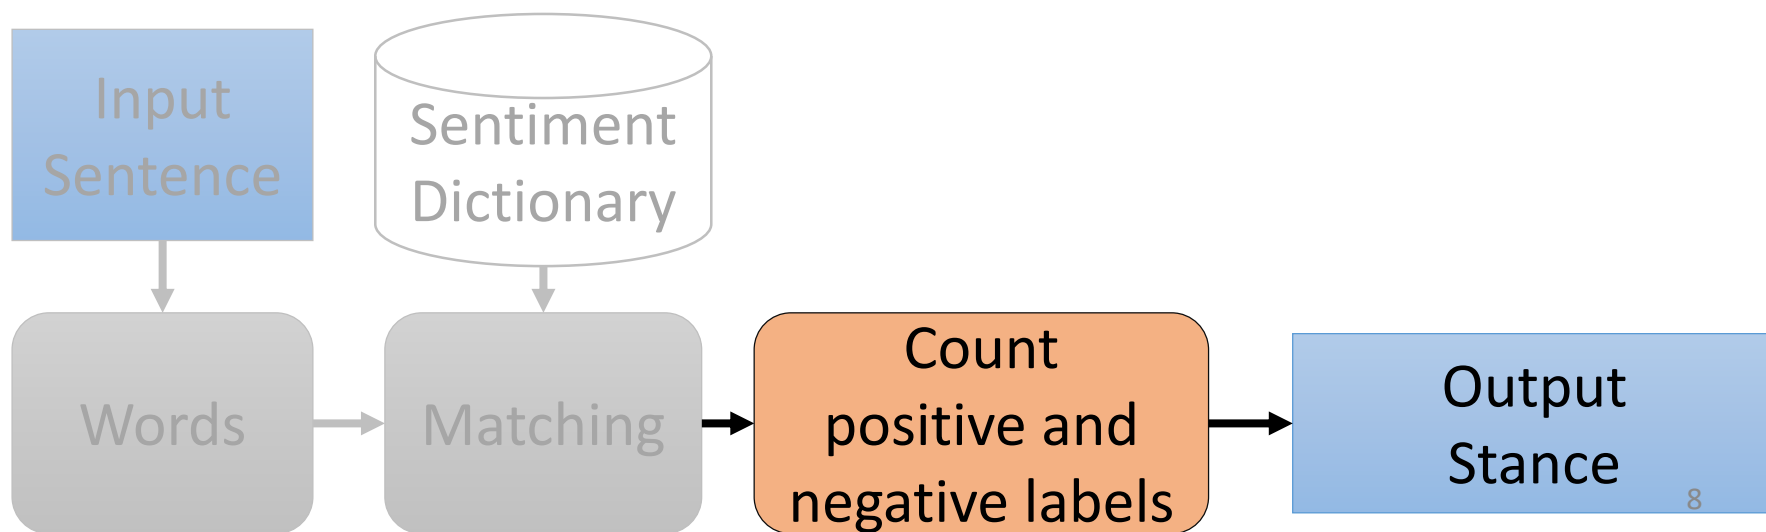 Input
Sentence
Sentiment
Dictionary
Words
Matching
Count
positive and
negative labels
Output
Stance
8